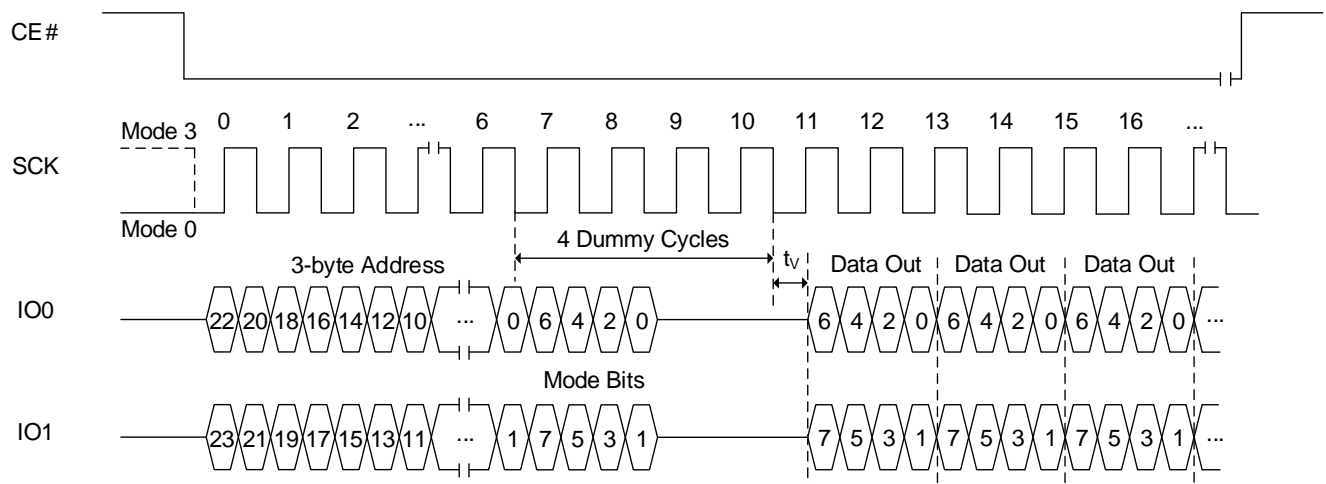 CE#
Mode 3 0 1 2 ... 6 7 8 9 10 11 12 13 14 15 16 ...
SCK
Mode 0
4 Dummy Cycles
3-byte Address tV Data Out Data Out Data Out
IO0 22 20 18 16 14 12 10 ... 0 6 4 2 0 6 4 2 0 6 4 2 0 6 4 2 0 ...
Mode Bits
IO1 23 21 19 17 15 13 11 ... 1 7 5 3 1 7 5 3 1 7 5 3 1 7 5 3 1 ...